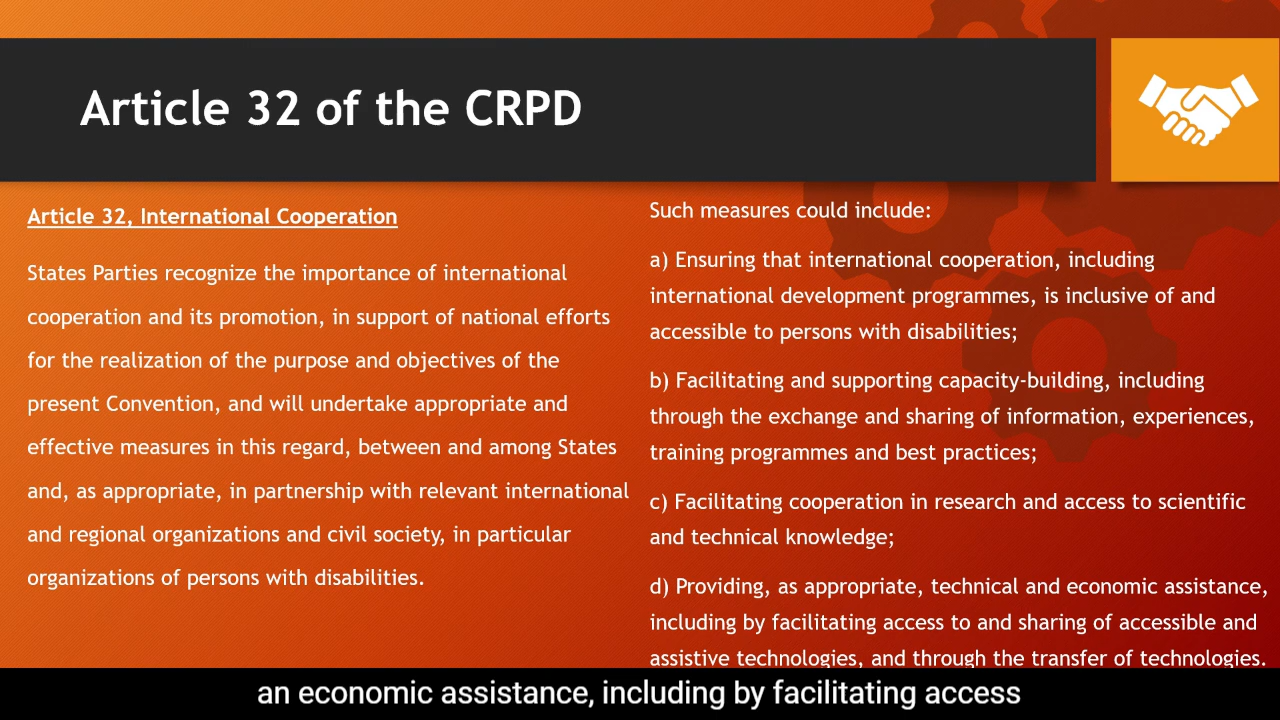 Article 32 of the CRPD
Article 32, International Cooperation
States Parties recognize the importance of international
cooperation and its promotion, in support of national efforts
for the realization of the purpose and objectives of the
present Convention, and will undertake appropriate and
effective measures in this regard, between and among States
and, as appropriate, in partnership with relevant international
and regional organizations and civil society, in particular
organizations of persons with disabilities.
Such measures could include:
a) Ensuring that international cooperation, including
international development programmes, is inclusive of and
accessible to persons with disabilities;
b) Facilitating and supporting capacity-building, including
through the exchange and sharing of information, experiences,
training programmes and best practices;
c) Facilitating cooperation in research and access to scientific
and technical knowledge;
d) Providing, as appropriate, technical and economic assistance,
including by facilitating access to and sharing of accessible and
assistive technologies, and through the transfer of technologies.
an economic assistance, including by facilitating access